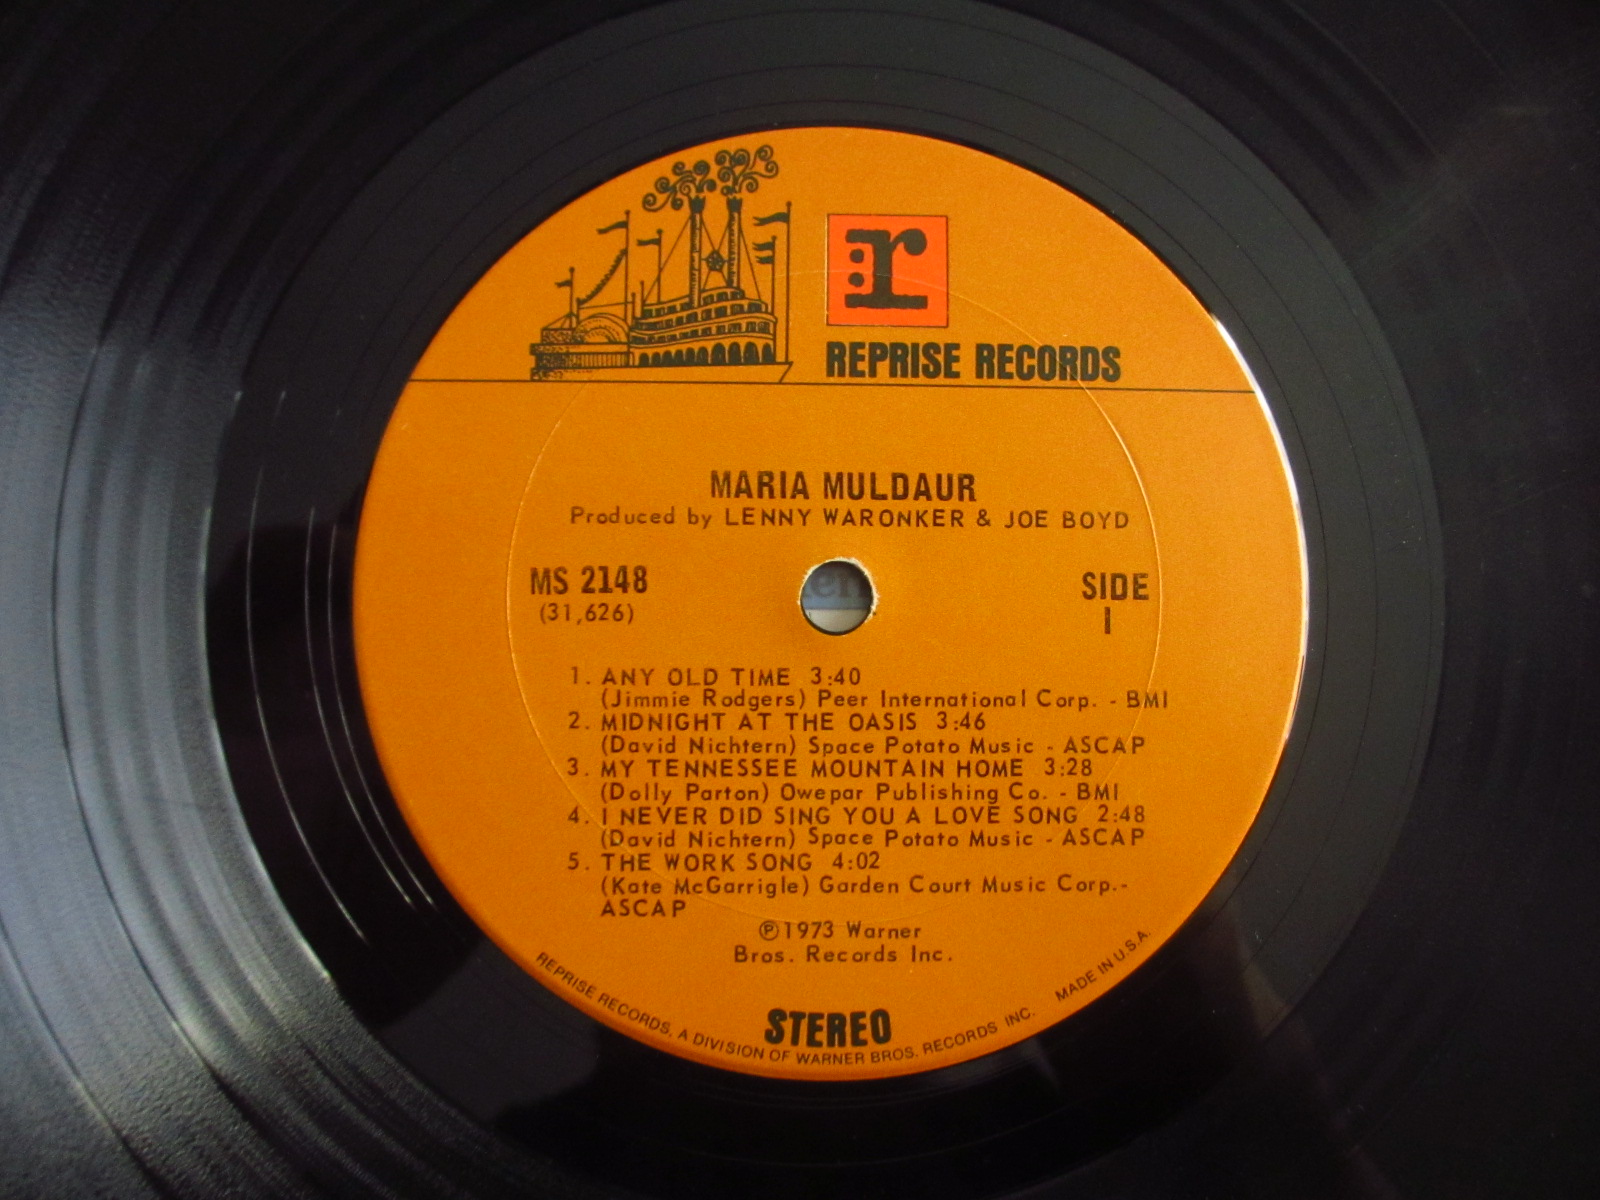 r
REPRISE RECORDS
MARIA MULDAUR
Produced by LENNY WARONKER & JOE BOYD
MS 2148
(31,626)
SIDE
1
en
1. ANY OLD TIME 3:40
(Jimmie Rodgers) Peer International Corp. - BMI
2. MIDNIGHT AT THE OASIS 3:46
(David Nichtern) Space Potato Music - ASCAP
3. MY TENNESSEE MOUNTAIN HOME 3:28
(Dolly Parton) Owepar Publishing Co. - BMI
4. I NEVER DID SING YOU A LOVE SONG 2:48
(David Nichtern) Space Potato Music - ASCAP
5. THE WORK SONG 4:02
(Kate McGarrigle) Garden Court Music Corp.-
ASCAP
℗1973 Warner
Bros. Records Inc.
STEREO
REPRISE RECORDS, A DIVISION OF WARNER BROS. RECORDS INC. MADE IN U.S.A.